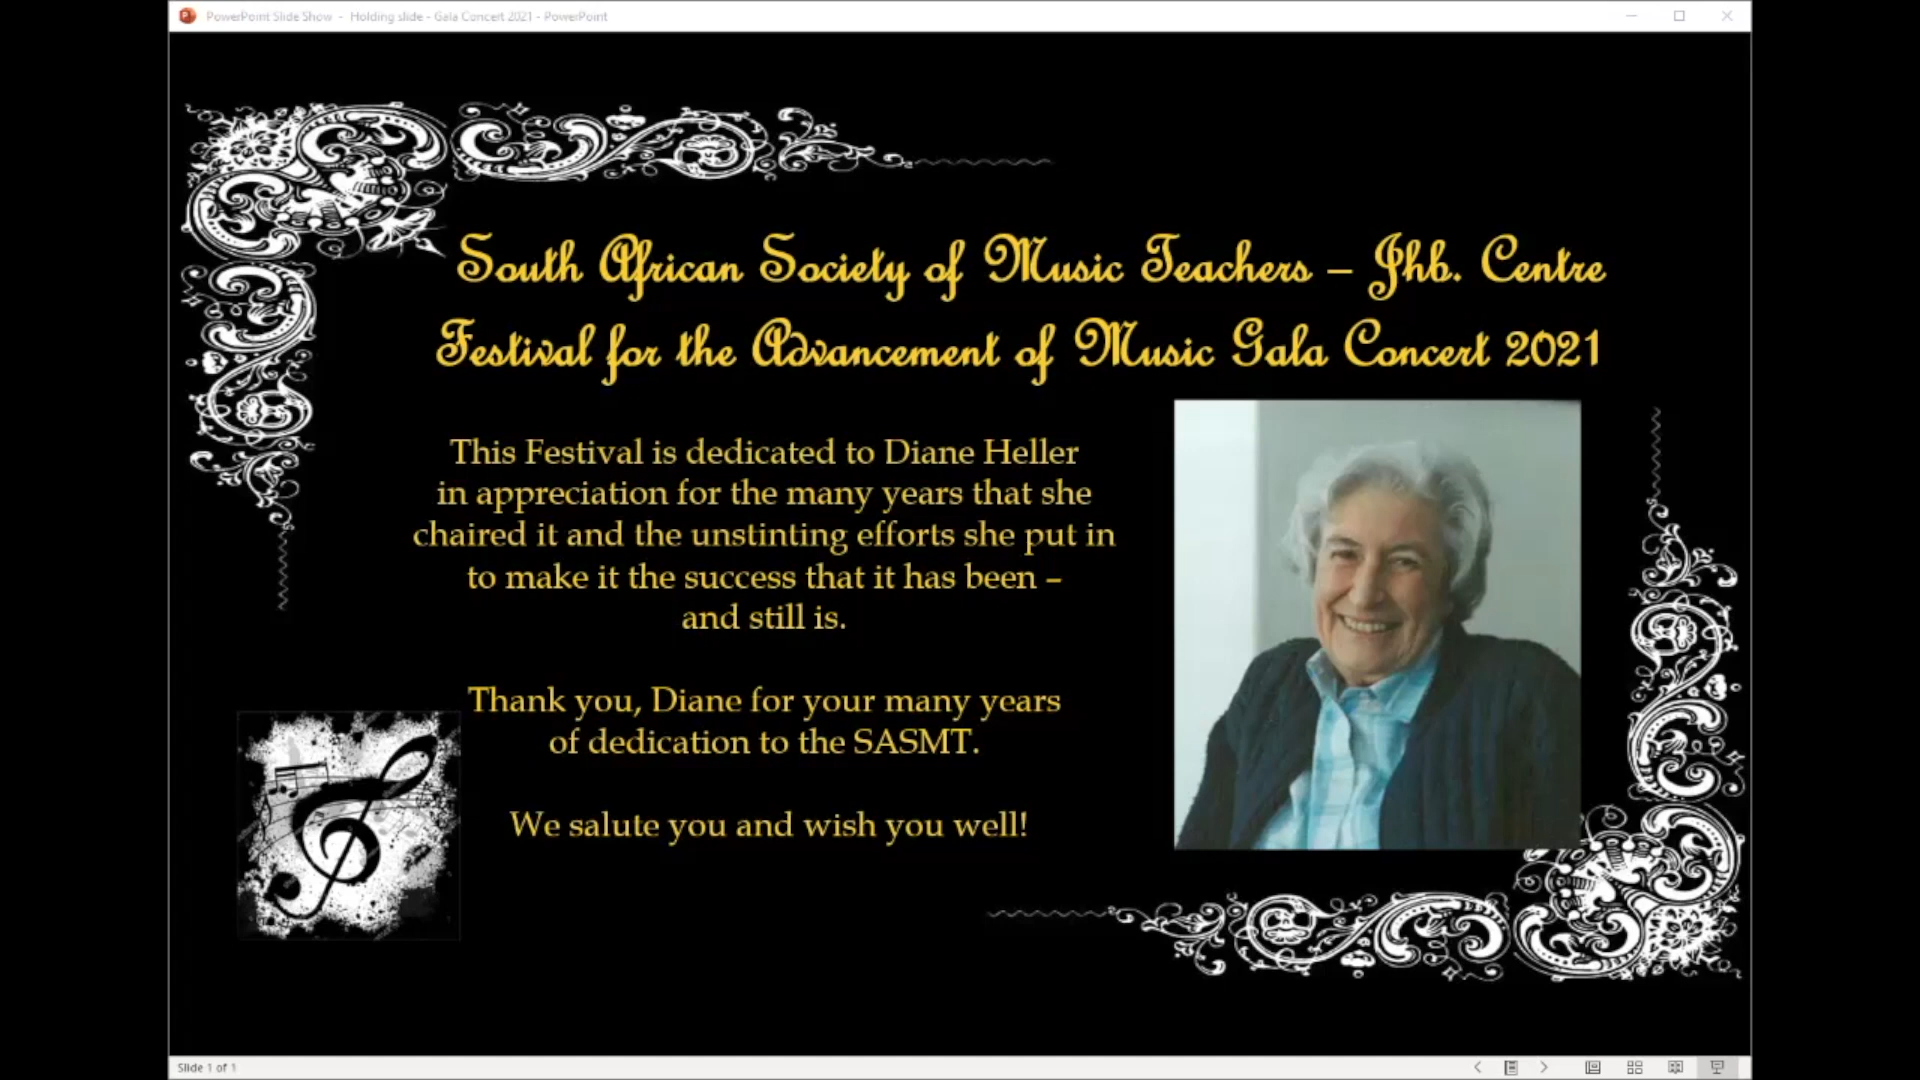 PowerPoint Slide Show - Holding slide - Gala Concert 2021 - PowerPoint
South African Society of Music Teachers – Jhb. Centre
Festival for the Advancement of Music Gala Concert 2021
This Festival is dedicated to Diane Heller
in appreciation for the many years that she
chaired it and the unstinting efforts she put in
to make it the success that it has been –
and still is.
Thank you, Diane for your many years
of dedication to the SASMT.
We salute you and wish you well!
Slide 1 of 1